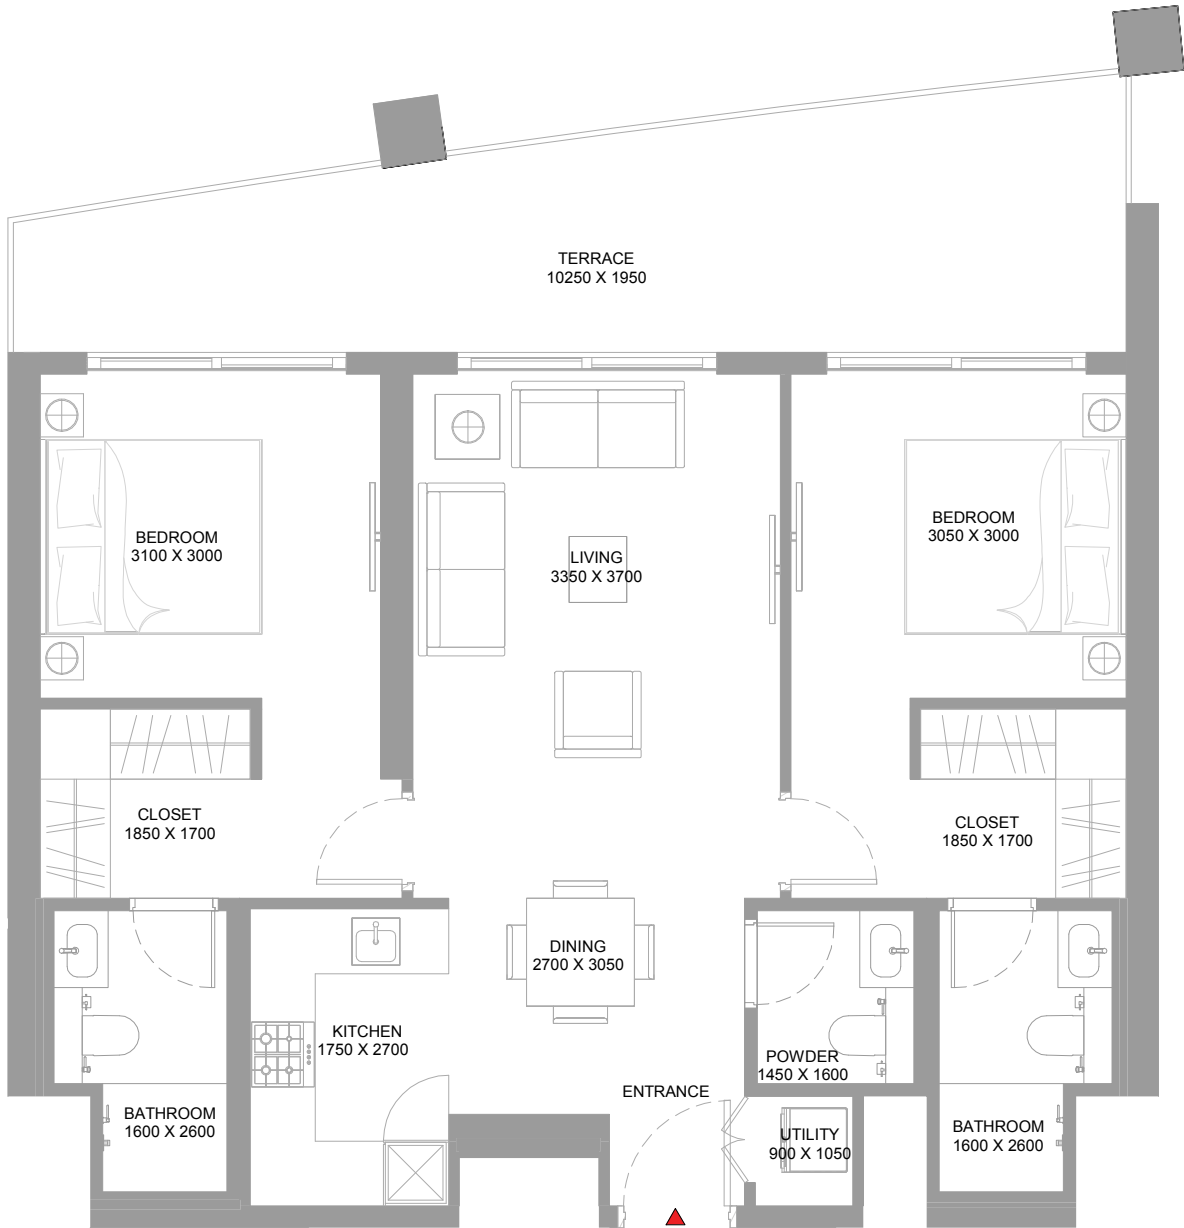 TERRACE
10250 X 1950
BEDROOM
3100 X 3000
LIVING
3350 X 3700
BEDROOM
3050 X 3000
CLOSET
1850 X 1700
CLOSET
1850 X 1700
DINING
2700 X 3050
KITCHEN
1750 X 2700
POWDER
1450 X 1600
ENTRANCE
BATHROOM
1600 X 2600
UTILITY
900 X 1050
BATHROOM
1600 X 2600